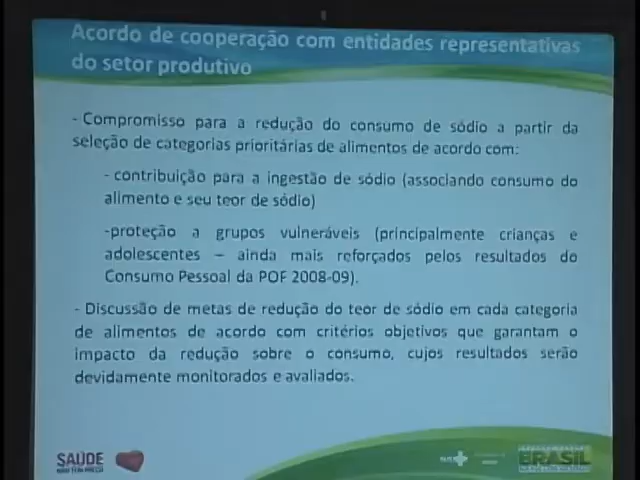 Acordo de cooperação com entidades representativas
do setor produtivo
- Compromisso para a redução do consumo de sódio a partir da
seleção de categorias prioritárias de alimentos de acordo com:
- contribuição para a ingestão de sódio (associando consumo do
alimento e seu teor de sódio)
-proteção a grupos vulneráveis (principalmente crianças e
adolescentes – ainda mais reforçados pelos resultados do
Consumo Pessoal da POF 2008-09).
- Discussão de metas de redução do teor de sódio em cada categoria
de alimentos de acordo com critérios objetivos que garantam o
impacto da redução sobre o consumo, cujos resultados serão
devidamente monitorados e avaliados.
SAÚDE
NÃO TEM PREÇO
SUS
BRASIL